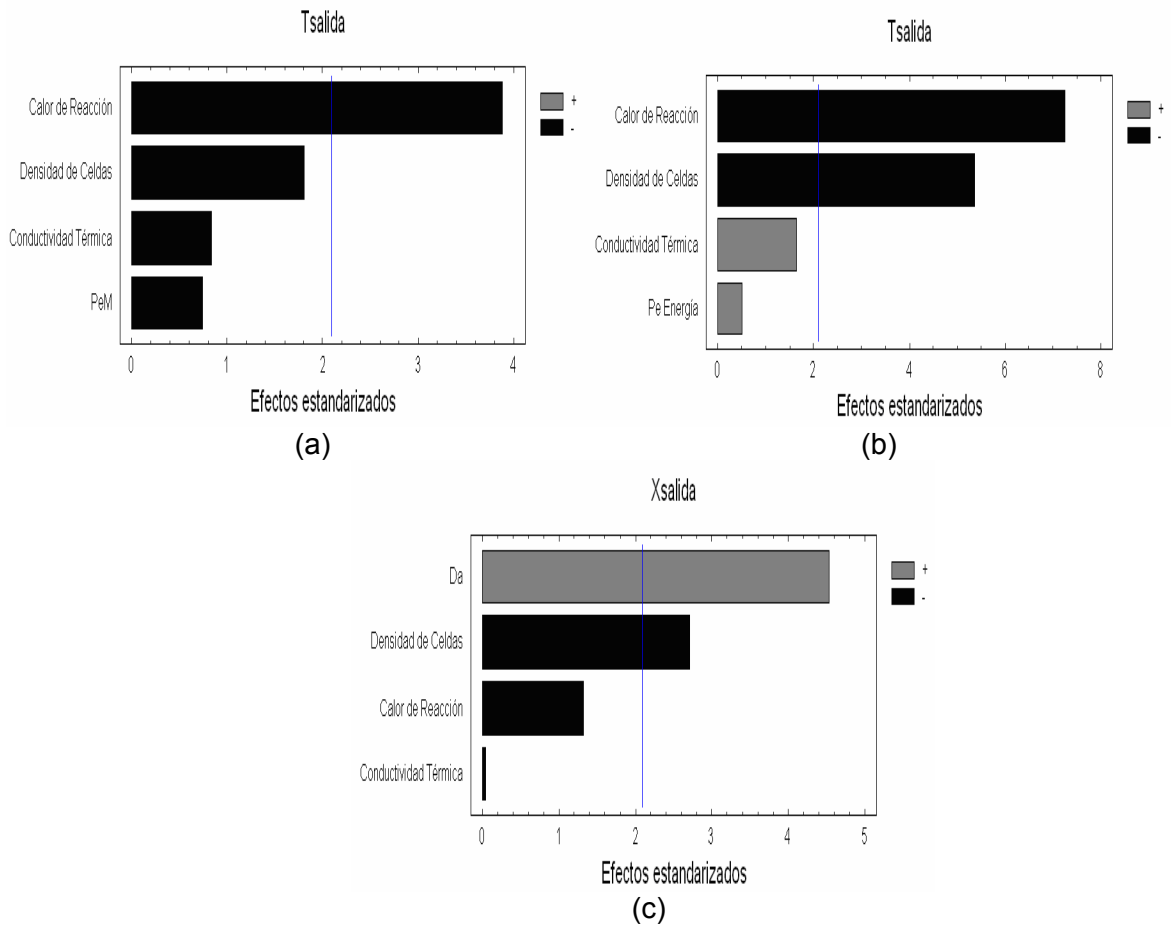 Tsalida
Calor de Reacción
Densidad de Celdas
Conductividad Térmica
PeM
0 1 2 3 4
Efectos estandarizados
+
-
(a)
Tsalida
Calor de Reacción
Densidad de Celdas
Conductividad Térmica
Pe Energía
0 2 4 6 8
Efectos estandarizados
+
-
(b)
Xsalida
Da
Densidad de Celdas
Calor de Reacción
Conductividad Térmica
0 1 2 3 4 5
Efectos estandarizados
+
-
(c)